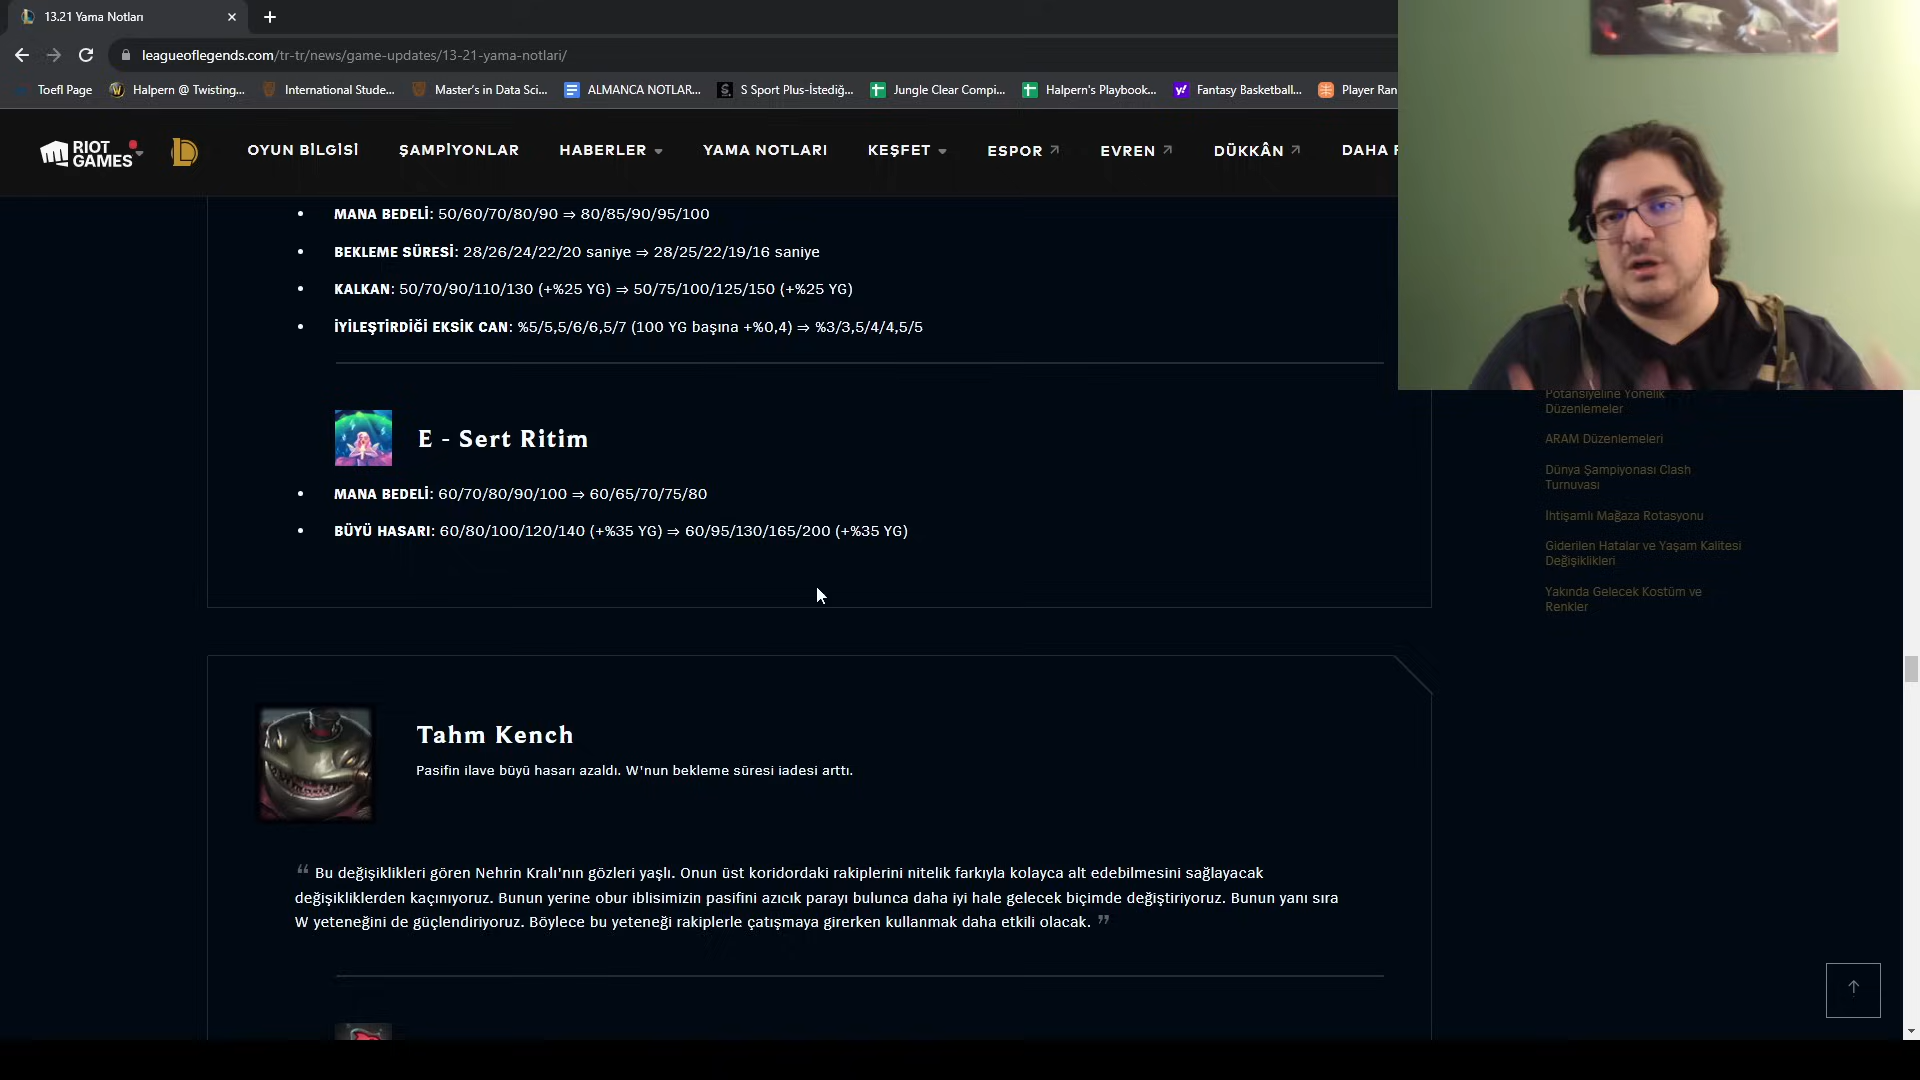 13.21 Yama Notları
leagueoflegends.com/tr-tr/news/game-updates/13-21-yama-notlari/
Toefl Page
Halpern @ Twisting...
International Stude...
Master's in Data Sci...
ALMANCA NOTLAR...
S Sport Plus-İstediğ...
Jungle Clear Compi...
Halpern's Playbook...
Fantasy Basketball...
Player Ran
RIOT
GAMES
OYUN BİLGİSİ
ŞAMPİYONLAR
HABERLER
YAMA NOTLARI
KEŞFET
ESPOR
EVREN
DÜKKÂN
DAHA F
MANA BEDELİ: 50/60/70/80/90 ⇒ 80/85/90/95/100
BEKLEME SÜRESİ: 28/26/24/22/20 saniye ⇒ 28/25/22/19/16 saniye
KALKAN: 50/70/90/110/130 (+%25 YG) ⇒ 50/75/100/125/150 (+%25 YG)
İYİLEŞTİRDİĞİ EKSİK CAN: %5/5,5/6/6,5/7 (100 YG başına +%0,4) ⇒ %3/3,5/4/4,5/5
E - Sert Ritim
MANA BEDELİ: 60/70/80/90/100 ⇒ 60/65/70/75/80
BÜYÜ HASARI: 60/80/100/120/140 (+%35 YG) ⇒ 60/95/130/165/200 (+%35 YG)
Tahm Kench
Pasifin ilave büyü hasarı azaldı. W'nun bekleme süresi iadesi arttı.
“ Bu değişiklikleri gören Nehrin Kralı'nın gözleri yaşlı. Onun üst koridordaki rakiplerini nitelik farkıyla kolayca alt edebilmesini sağlayacak
değişikliklerden kaçınıyoruz. Bunun yerine obur iblisimizin pasifini azıcık parayı bulunca daha iyi hale gelecek biçimde değiştiriyoruz. Bunun yanı sıra
W yeteneğini de güçlendiriyoruz. Böylece bu yeteneği rakiplerle çatışmaya girerken kullanmak daha etkili olacak. ”
Potansiyeline Yönelik
Düzenlemeler
ARAM Düzenlemeleri
Dünya Şampiyonası Clash
Turnuvası
İhtişamlı Mağaza Rotasyonu
Giderilen Hatalar ve Yaşam Kalitesi
Değişiklikleri
Yakında Gelecek Kostüm ve
Renkler